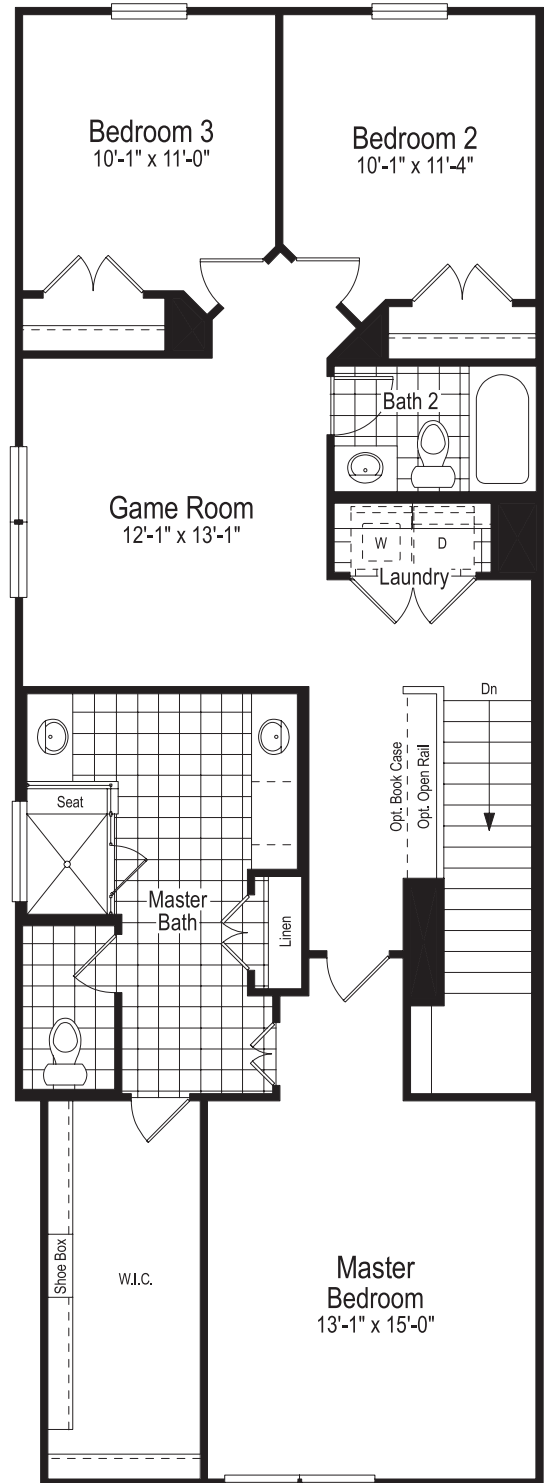 Bedroom 3
10'-1" x 11'-0"
Bedroom 2
10'-1" x 11'-4"
Bath 2
Game Room
12'-1" x 13'-1"
W
D
Laundry
Dn
Opt. Book Case
Opt. Open Rail
Seat
Master
Bath
Linen
Shoe Box
W.I.C.
Master
Bedroom
13'-1" x 15'-0"